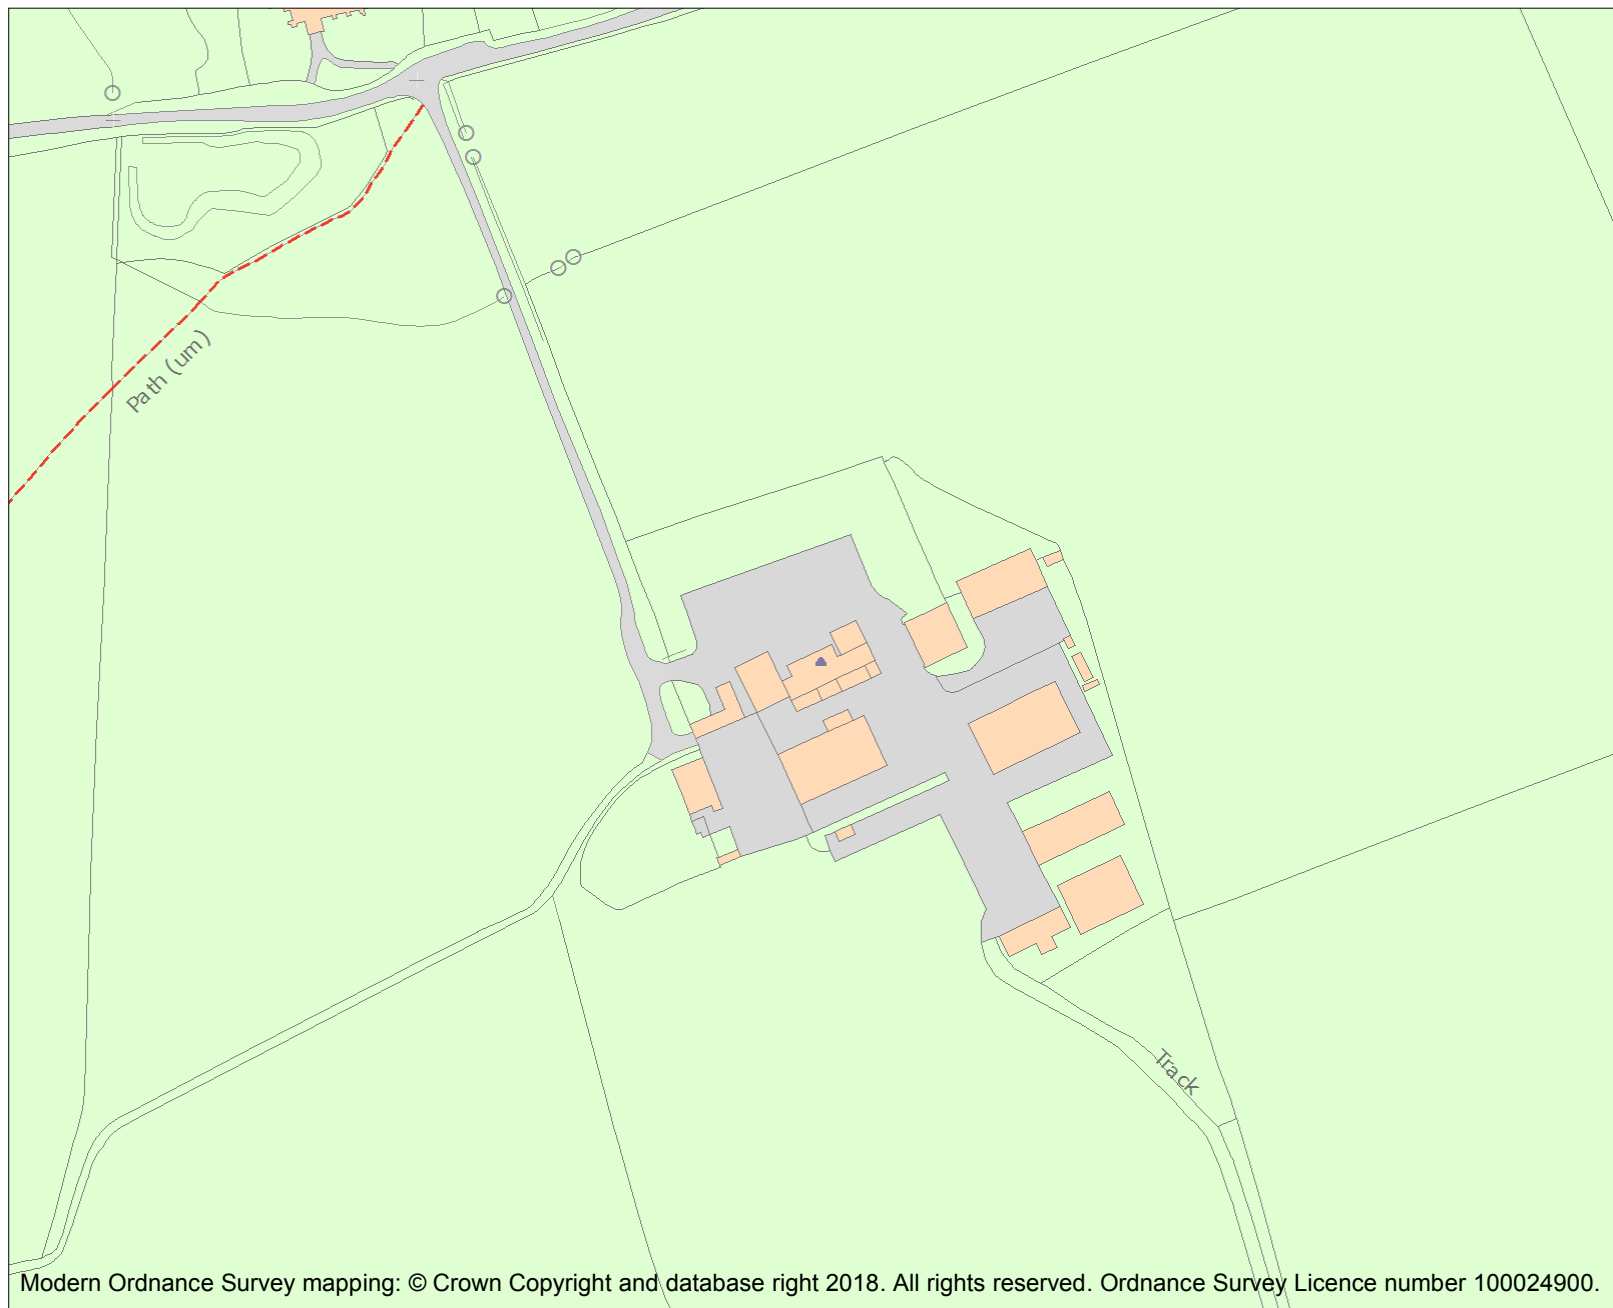 Path (um)
Track
Modern Ordnance Survey mapping: © Crown Copyright and database right 2018. All rights reserved. Ordnance Survey Licence number 100024900.